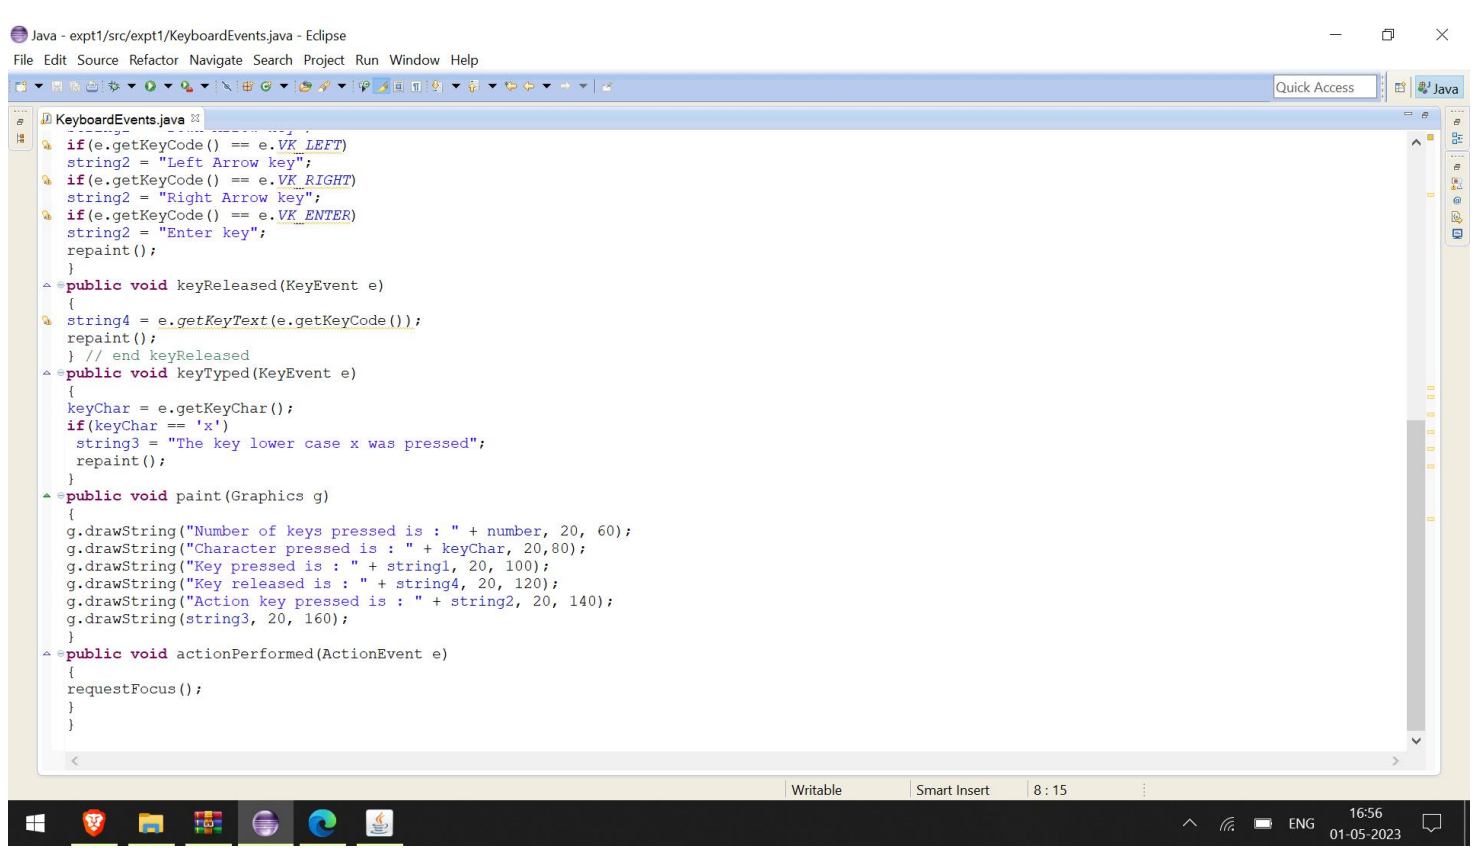 Java - expt1/src/expt1/KeyboardEvents.java - Eclipse
File Edit Source Refactor Navigate Search Project Run Window Help
Quick Access
Java
KeyboardEvents.java
if(e.getKeyCode() == e.VK_LEFT)
string2 = "Left Arrow key";
if(e.getKeyCode() == e.VK_RIGHT)
string2 = "Right Arrow key";
if(e.getKeyCode() == e.VK_ENTER)
string2 = "Enter key";
repaint();
}
public void keyReleased(KeyEvent e)
{
string4 = e.getKeyText(e.getKeyCode());
repaint();
} // end keyReleased
public void keyTyped(KeyEvent e)
{
keyChar = e.getKeyChar();
if(keyChar == 'x')
string3 = "The key lower case x was pressed";
repaint();
}
public void paint(Graphics g)
{
g.drawString("Number of keys pressed is : " + number, 20, 60);
g.drawString("Character pressed is : " + keyChar, 20,80);
g.drawString("Key pressed is : " + string1, 20, 100);
g.drawString("Key released is : " + string4, 20, 120);
g.drawString("Action key pressed is : " + string2, 20, 140);
g.drawString(string3, 20, 160);
}
public void actionPerformed(ActionEvent e)
{
requestFocus();
}
}
Writable Smart Insert 8 : 15
ENG
16:56
01-05-2023